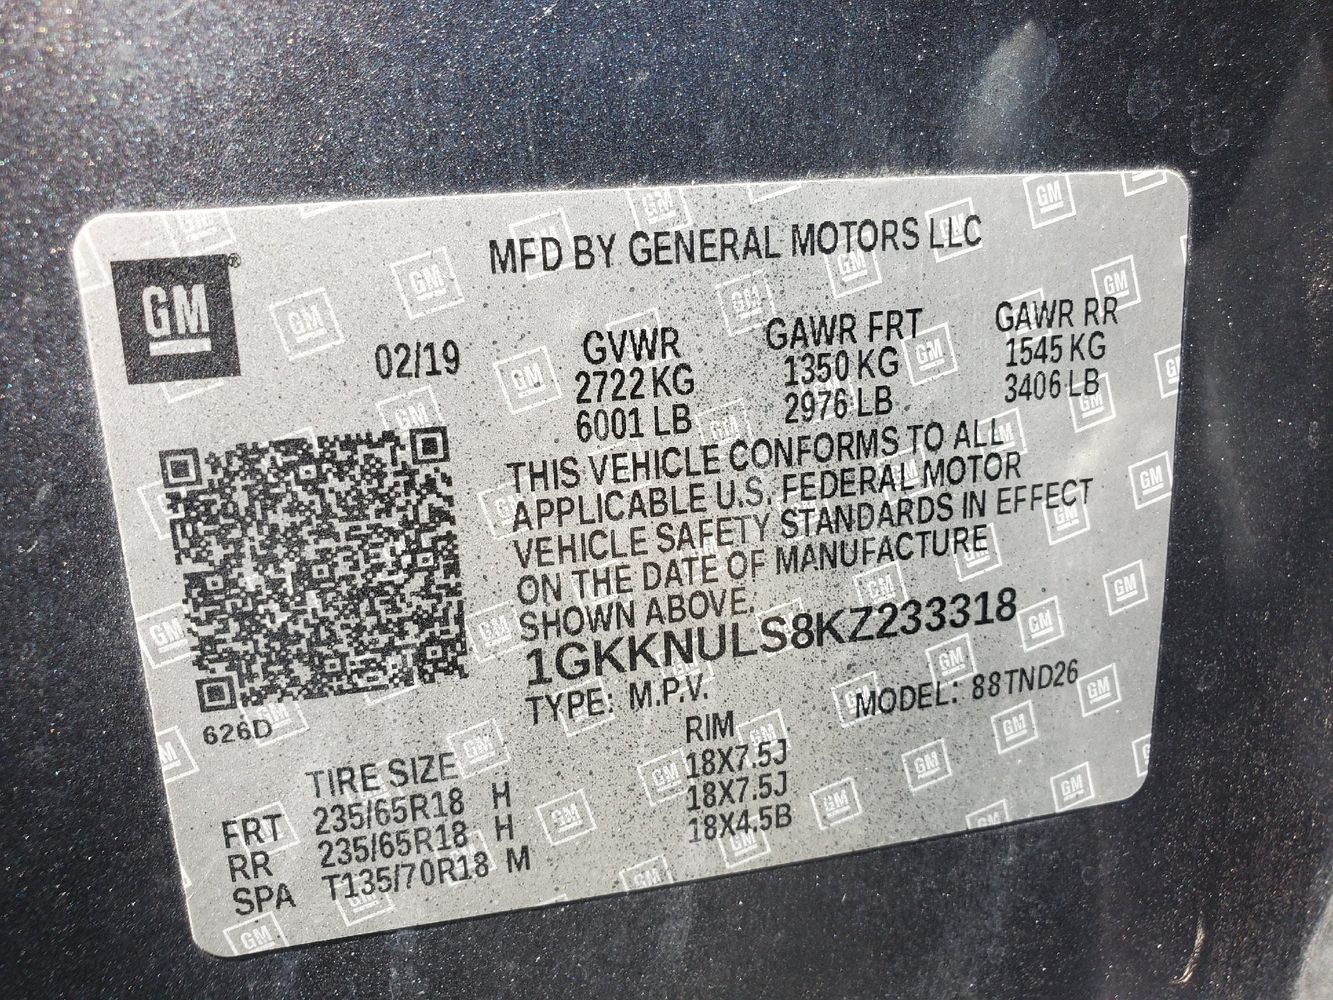 MFD BY GENERAL MOTORS LLC
GM®
02/19
GVWR GAWR FRT GAWR RR
2722 KG 1350 KG 1545 KG
6001 LB 2976 LB 3406 LB
THIS VEHICLE CONFORMS TO ALL
APPLICABLE U.S. FEDERAL MOTOR
VEHICLE SAFETY STANDARDS IN EFFECT
ON THE DATE OF MANUFACTURE
SHOWN ABOVE.
1GKKNULS8KZ233318
TYPE: M.P.V. MODEL: 88TND26
626D
TIRE SIZE RIM
FRT 235/65R18 H 18X7.5J
RR 235/65R18 H 18X7.5J
SPA T135/70R18 M 18X4.5B